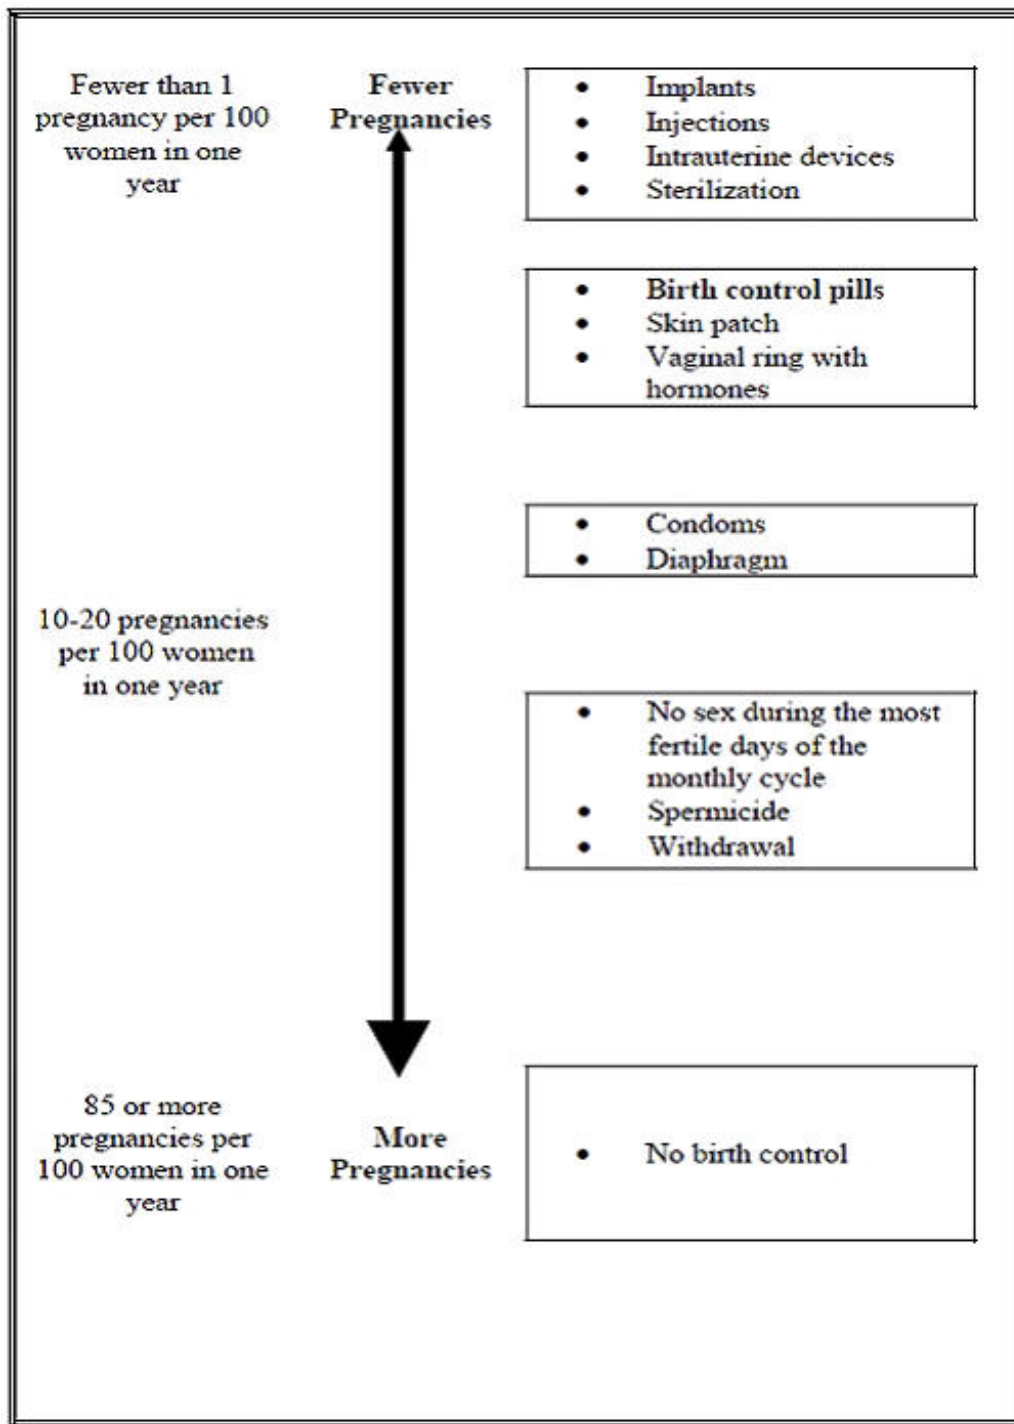 Fewer than 1
pregnancy per 100
women in one
year
Fewer
Pregnancies
• Implants
• Injections
• Intrauterine devices
• Sterilization
• Birth control pills
• Skin patch
• Vaginal ring with
hormones
• Condoms
• Diaphragm
10-20 pregnancies
per 100 women
in one year
• No sex during the most
fertile days of the
monthly cycle
• Spermicide
• Withdrawal
85 or more
pregnancies per
100 women in one
year
More
Pregnancies
• No birth control